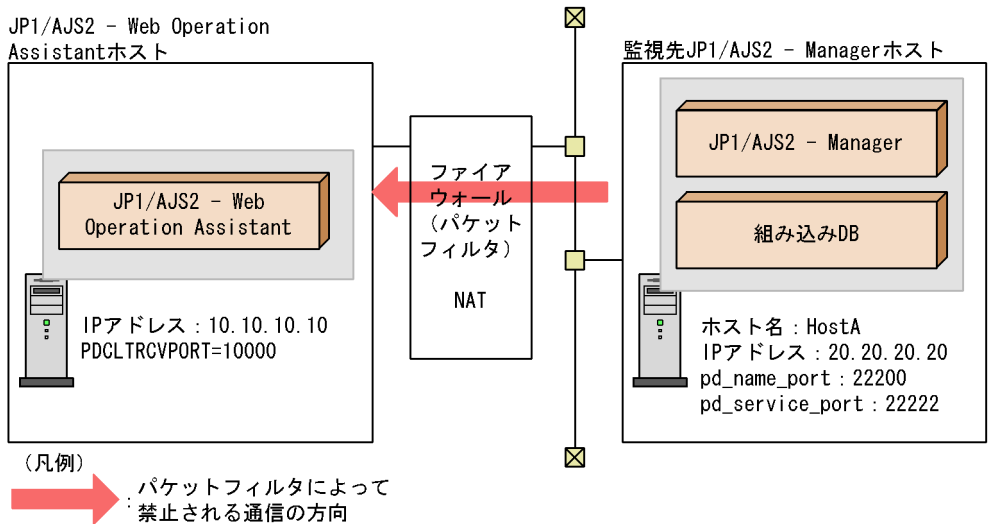 JP1/AJS2 - Web Operation
Assistantホスト
監視先JP1/AJS2 - Managerホスト
JP1/AJS2 - Web
Operation Assistant
ファイア
ウォール
(パケット
フィルタ)
NAT
JP1/AJS2 - Manager
組み込みDB
IPアドレス:10.10.10.10
PDCLTRCVPORT=10000
ホスト名:HostA
IPアドレス:20.20.20.20
pd_name_port:22200
pd_service_port:22222
(凡例)
:パケットフィルタによって
禁止される通信の方向